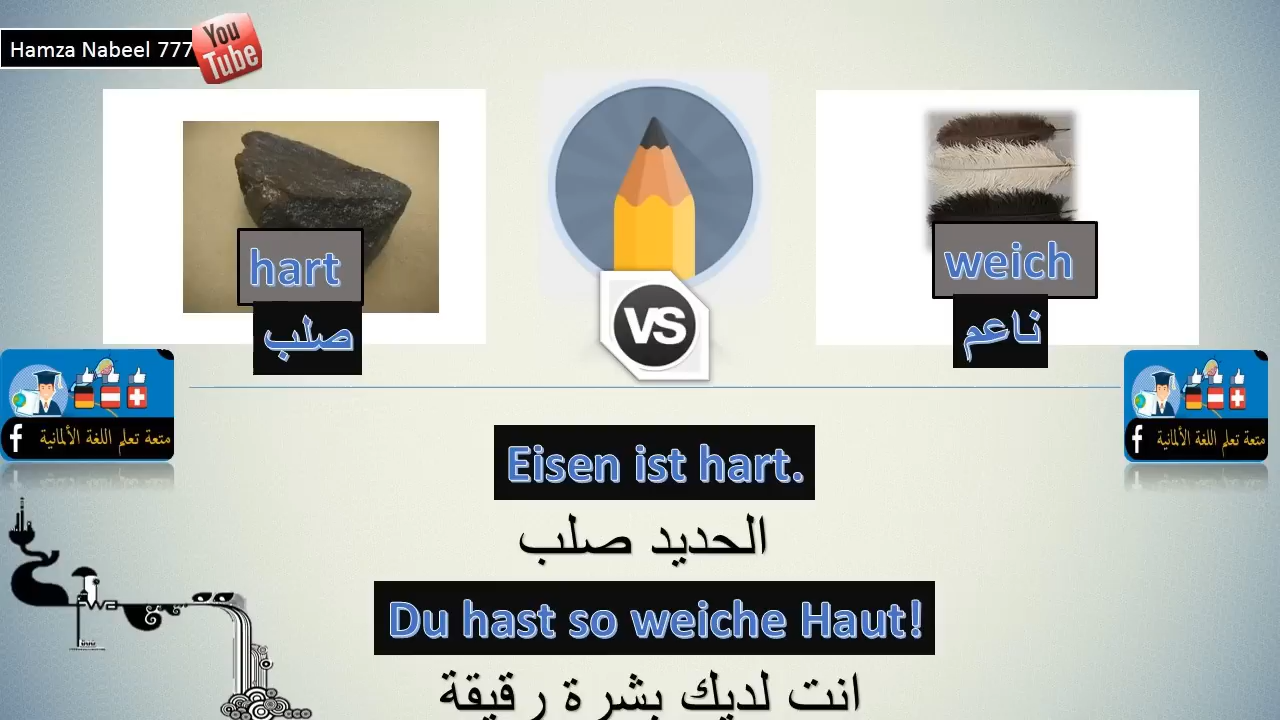 Hamza Nabeel 777
You
Tube
hart
صلب
VS
weich
ناعم
متعة تعلم اللغة الألمانية
متعة تعلم اللغة الألمانية
Eisen ist hart.
الحديد صلب
Du hast so weiche Haut!
انت لديك بشرة رقيقة